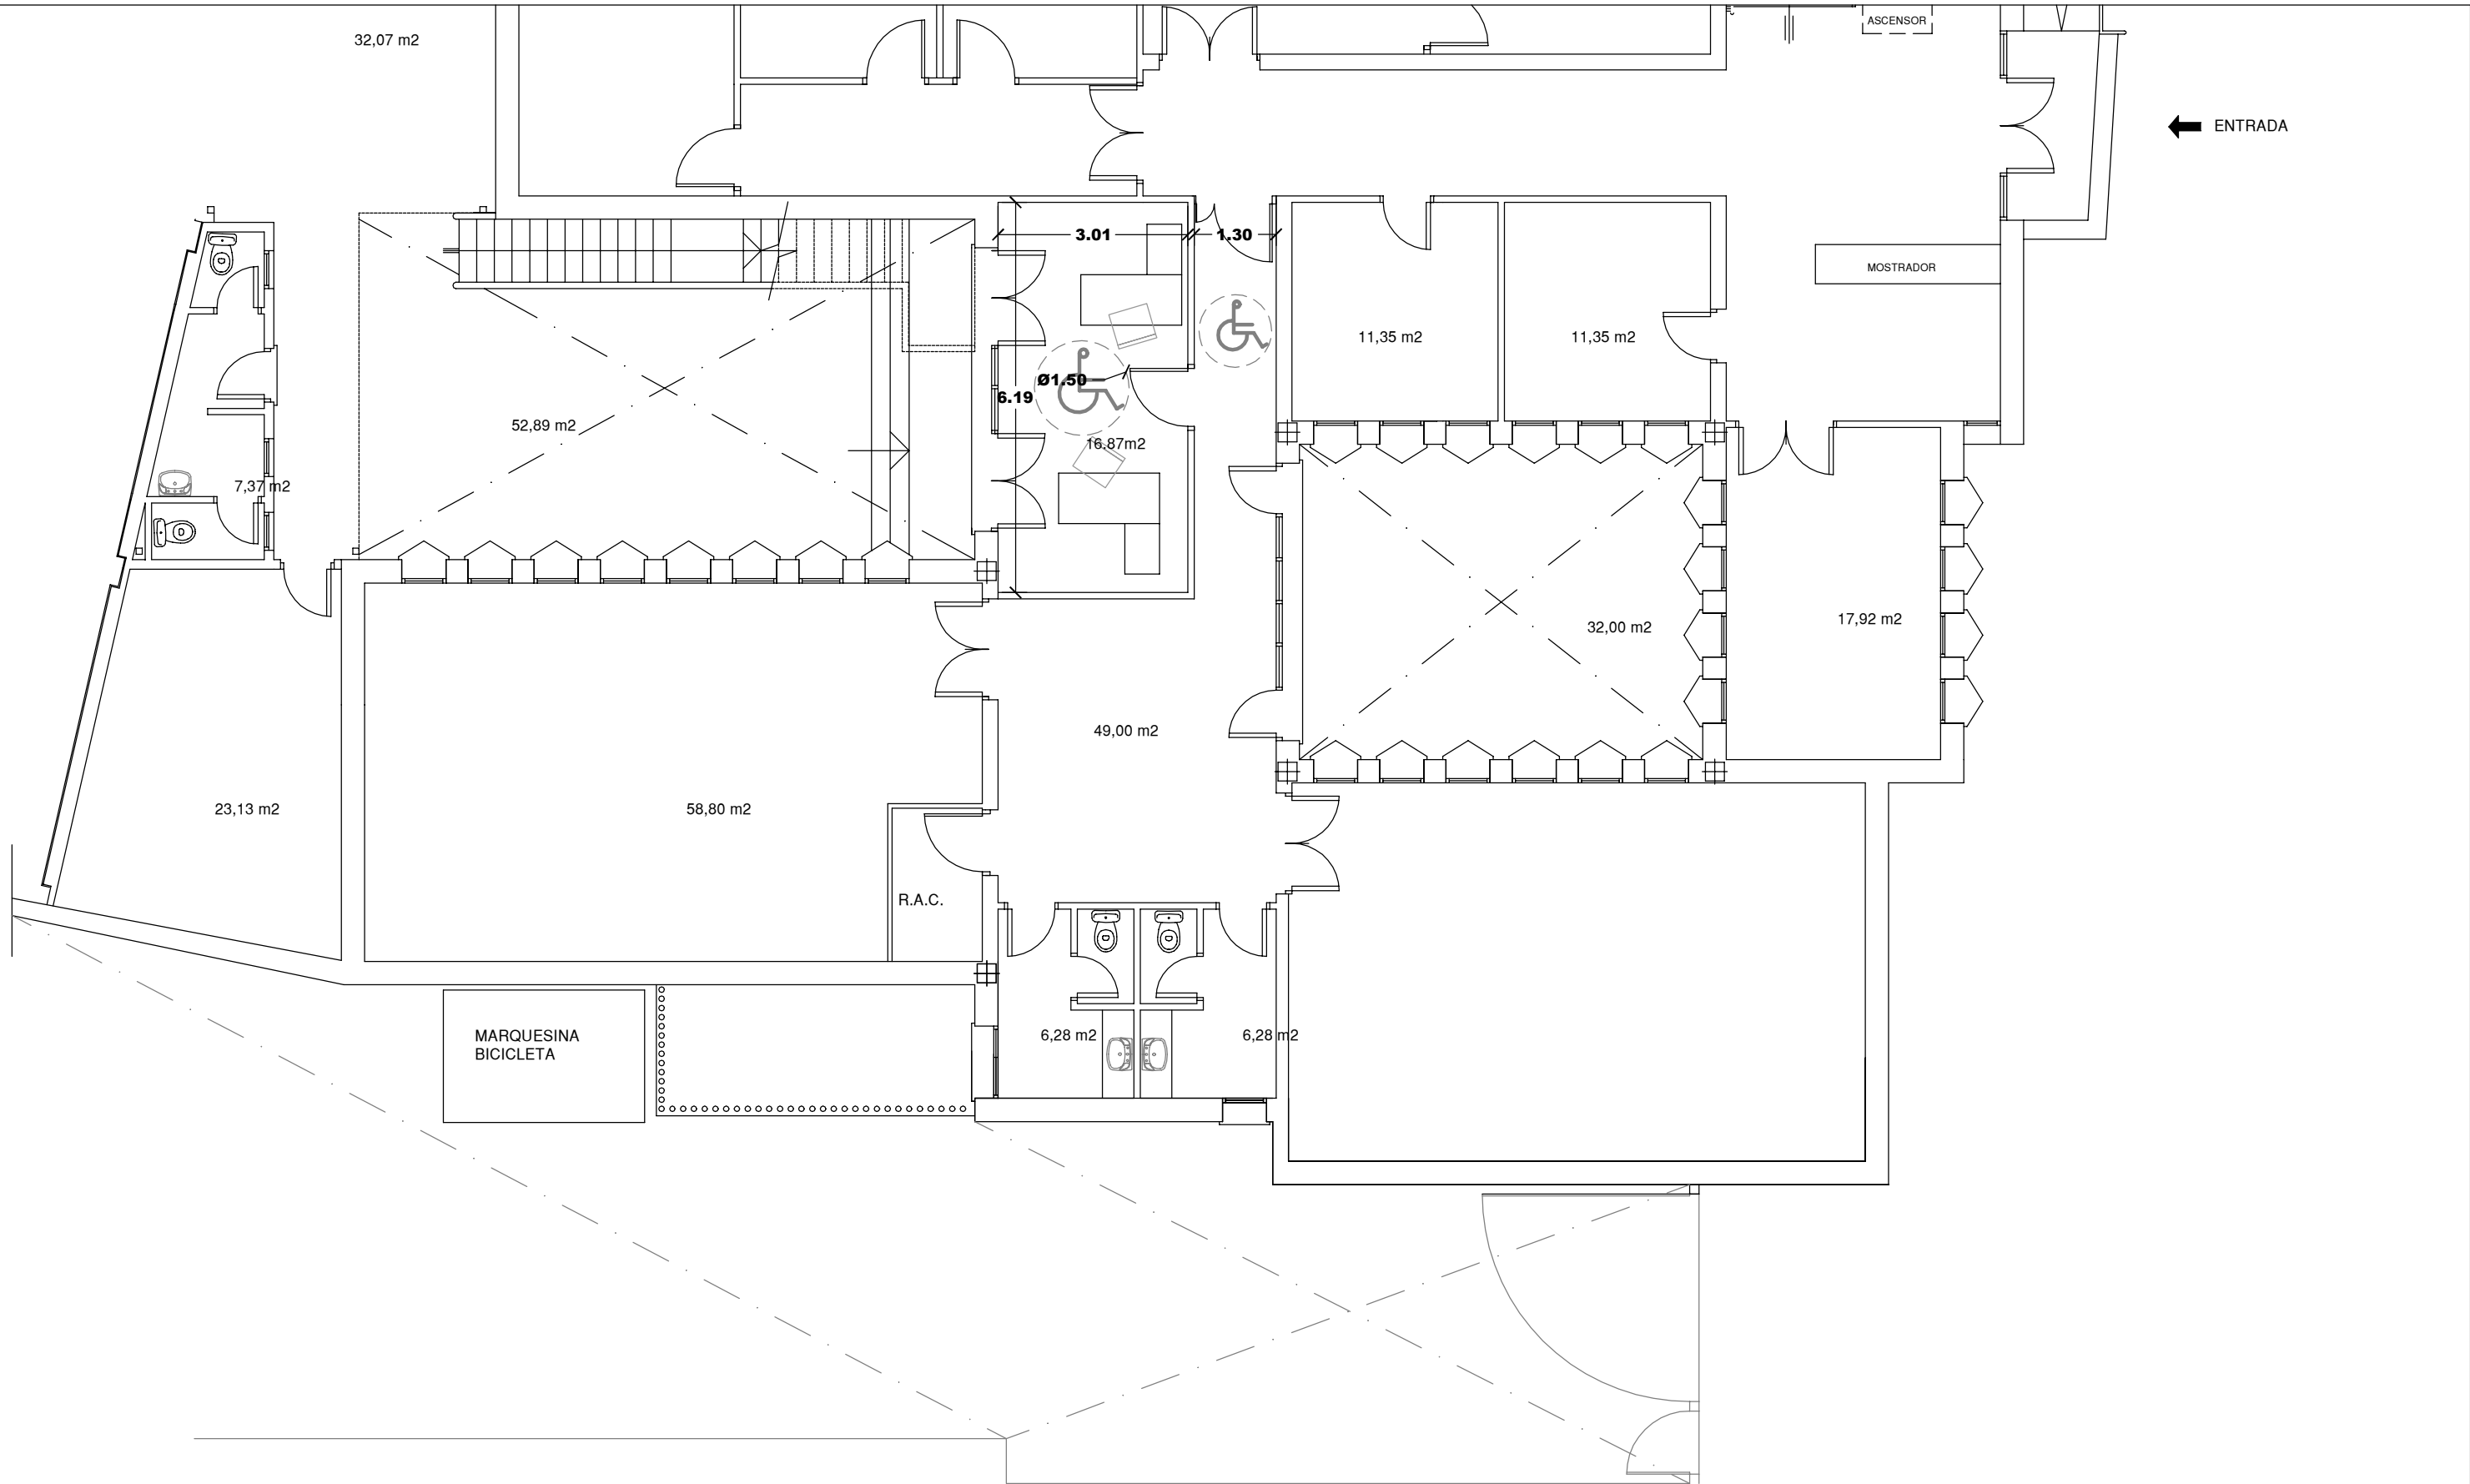 ASCENSOR
32,07 m2
ENTRADA
3.01
1.30
MOSTRADOR
11,35 m2
11,35 m2
Ø1.50
6.19
52,89 m2
16.87m2
7,37 m2
17,92 m2
32,00 m2
49,00 m2
23,13 m2
58,80 m2
R.A.C.
MARQUESINA
BICICLETA
6,28 m2
6,28 m2